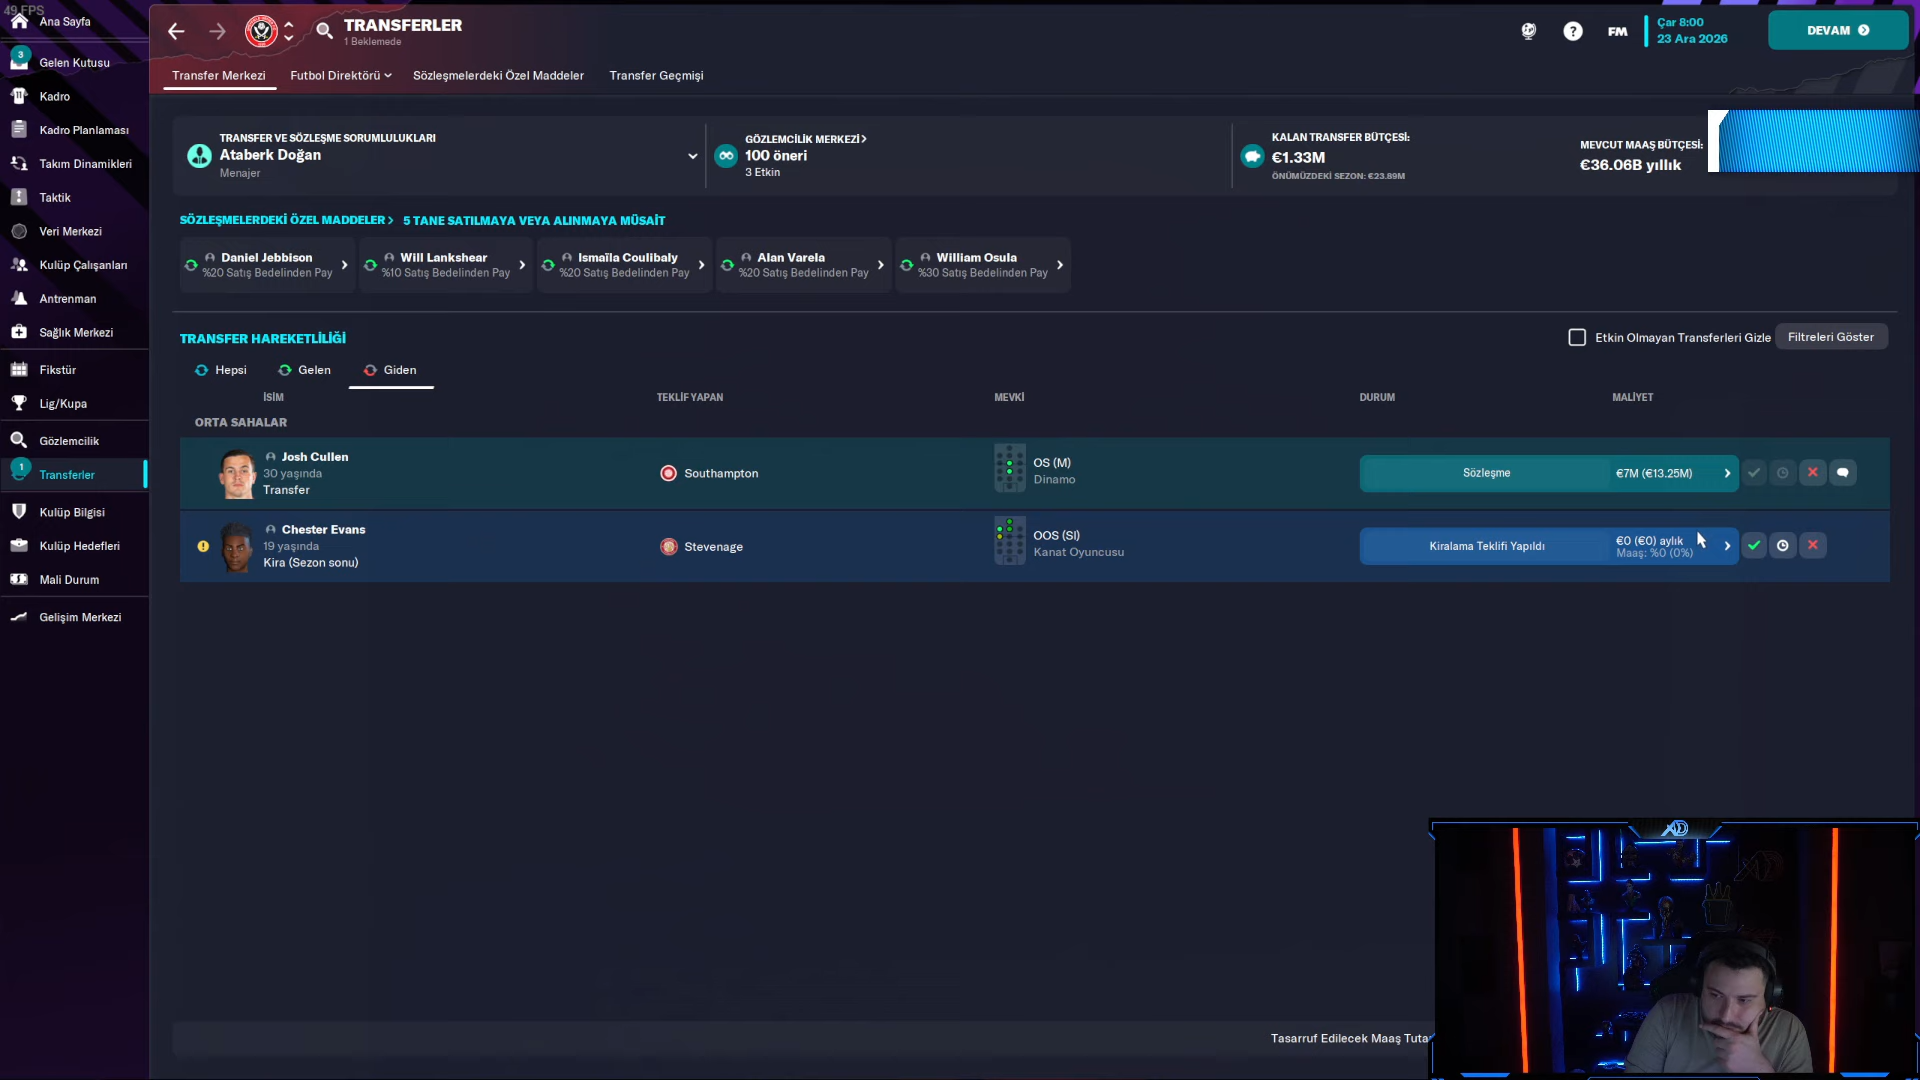 49 FPS
Ana Sayfa
3
Gelen Kutusu
Kadro
Kadro Planlaması
Takım Dinamikleri
Taktik
Veri Merkezi
Kulüp Çalışanları
Antrenman
Sağlık Merkezi
Fikstür
Lig/Kupa
Gözlemcilik
1
Transferler
Kulüp Bilgisi
Kulüp Hedefleri
Mali Durum
Gelişim Merkezi
TRANSFERLER
1 Beklemede
FM
Çar 8:00
23 Ara 2026
DEVAM
Transfer Merkezi
Futbol Direktörü
Sözleşmelerdeki Özel Maddeler
Transfer Geçmişi
TRANSFER VE SÖZLEŞME SORUMLULUKLARI
Ataberk Doğan
Menajer
GÖZLEMCİLİK MERKEZİ>
100 öneri
3 Etkin
KALAN TRANSFER BÜTÇESİ:
€1.33M
ÖNÜMÜZDEKİ SEZON: €23.89M
MEVCUT MAAŞ BÜTÇESİ:
€36.06B yıllık
SÖZLEŞMELERDEKİ ÖZEL MADDELER > 5 TANE SATILMAYA VEYA ALINMAYA MÜSAİT
Daniel Jebbison
%20 Satış Bedelinden Pay
Will Lankshear
%10 Satış Bedelinden Pay
Ismaïla Coulibaly
%20 Satış Bedelinden Pay
Alan Varela
%20 Satış Bedelinden Pay
William Osula
%30 Satış Bedelinden Pay
TRANSFER HAREKETLİLİĞİ
Etkin Olmayan Transferleri Gizle
Filtreleri Göster
Hepsi
Gelen
Giden
İSİM
TEKLİF YAPAN
MEVKİ
DURUM
MALİYET
ORTA SAHALAR
Josh Cullen
30 yaşında
Transfer
Southampton
OS (M)
Dinamo
Sözleşme
€7M (€13.25M)
Chester Evans
19 yaşında
Kira (Sezon sonu)
Stevenage
OOS (Sl)
Kanat Oyuncusu
Kiralama Teklifi Yapıldı
€0 (€0) aylık
Maaş: %0 (0%)
Tasarruf Edilecek Maaş Tuta